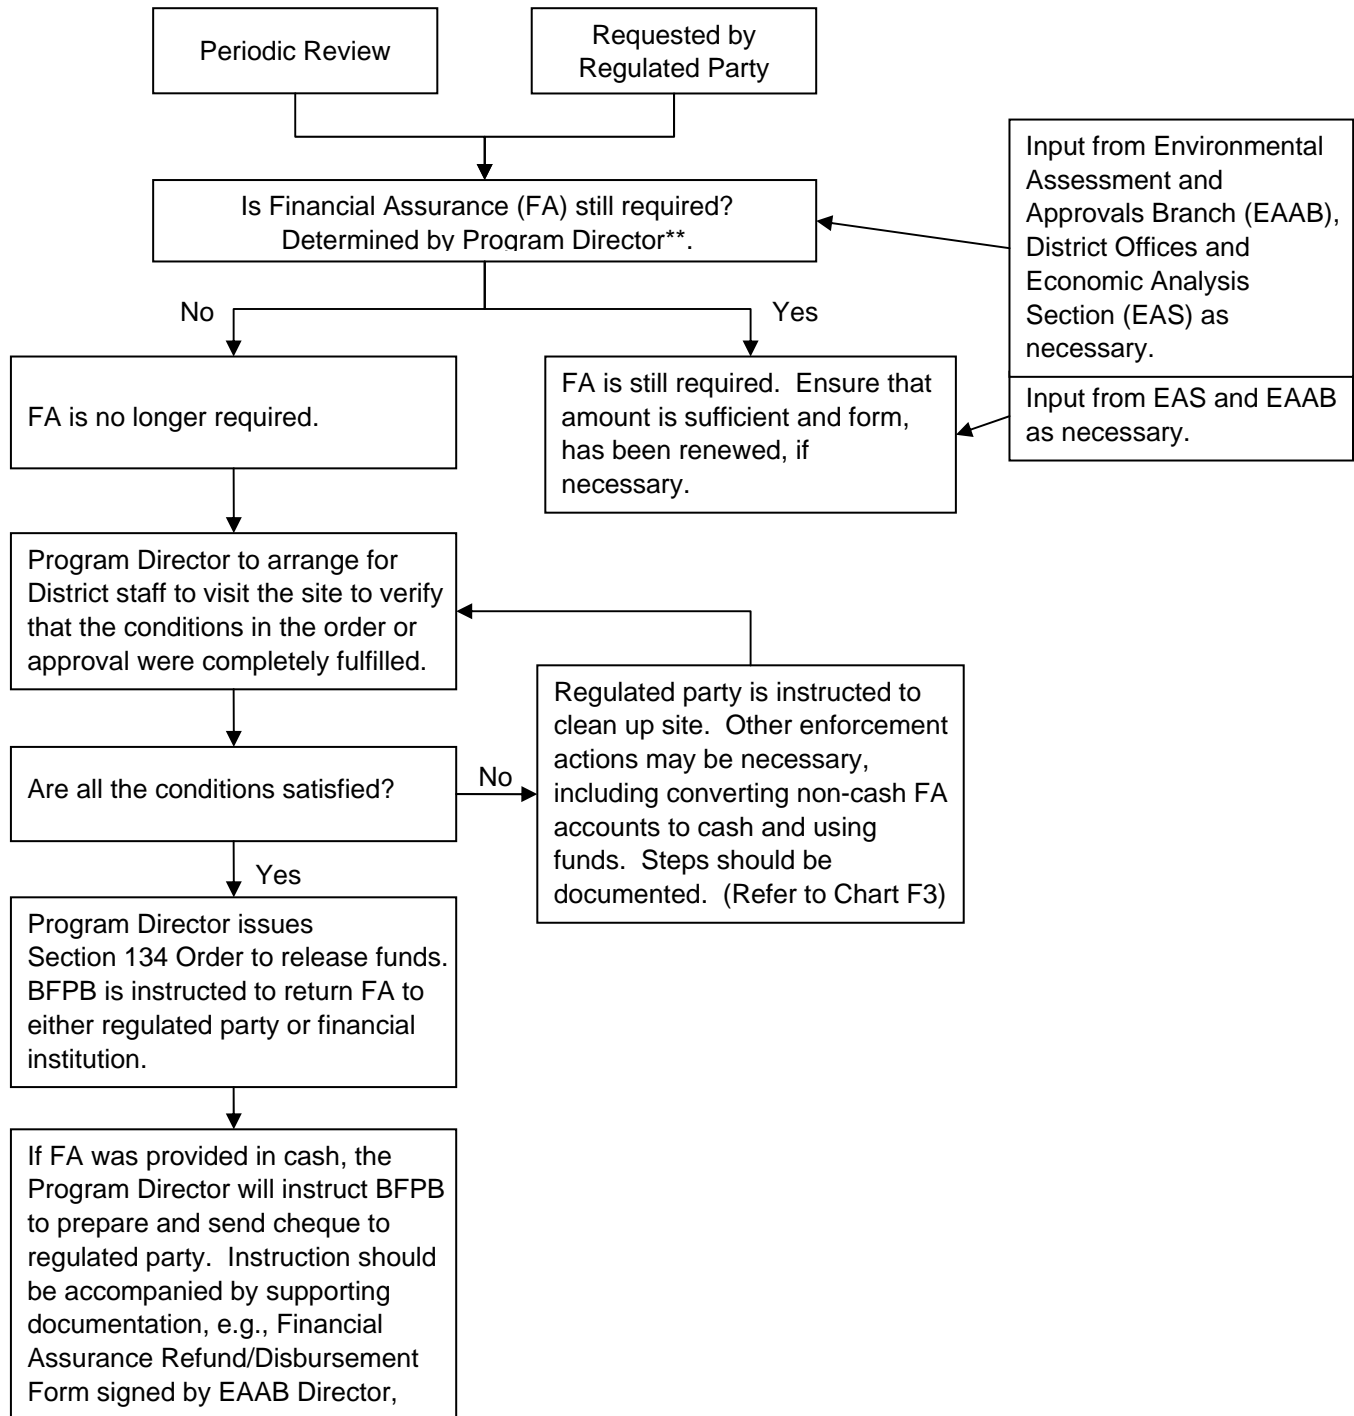 Periodic Review
Requested by
Regulated Party
Input from Environmental
Assessment and
Approvals Branch (EAAB),
District Offices and
Economic Analysis
Section (EAS) as
necessary.
Is Financial Assurance (FA) still required?
Determined by Program Director**.
No
Yes
FA is no longer required.
FA is still required.  Ensure that
amount is sufficient and form,
has been renewed, if
necessary.
Input from EAS and EAAB
as necessary.
Program Director to arrange for
District staff to visit the site to verify
that the conditions in the order or
approval were completely fulfilled.
Are all the conditions satisfied?
No
Regulated party is instructed to
clean up site.  Other enforcement
actions may be necessary,
including converting non-cash FA
accounts to cash and using
funds.  Steps should be
documented.  (Refer to Chart F3)
Yes
Program Director issues
Section 134 Order to release funds.
BFPB is instructed to return FA to
either regulated party or financial
institution.
If FA was provided in cash, the
Program Director will instruct BFPB
to prepare and send cheque to
regulated party.  Instruction should
be accompanied by supporting
documentation, e.g., Financial
Assurance Refund/Disbursement
Form signed by EAAB Director,